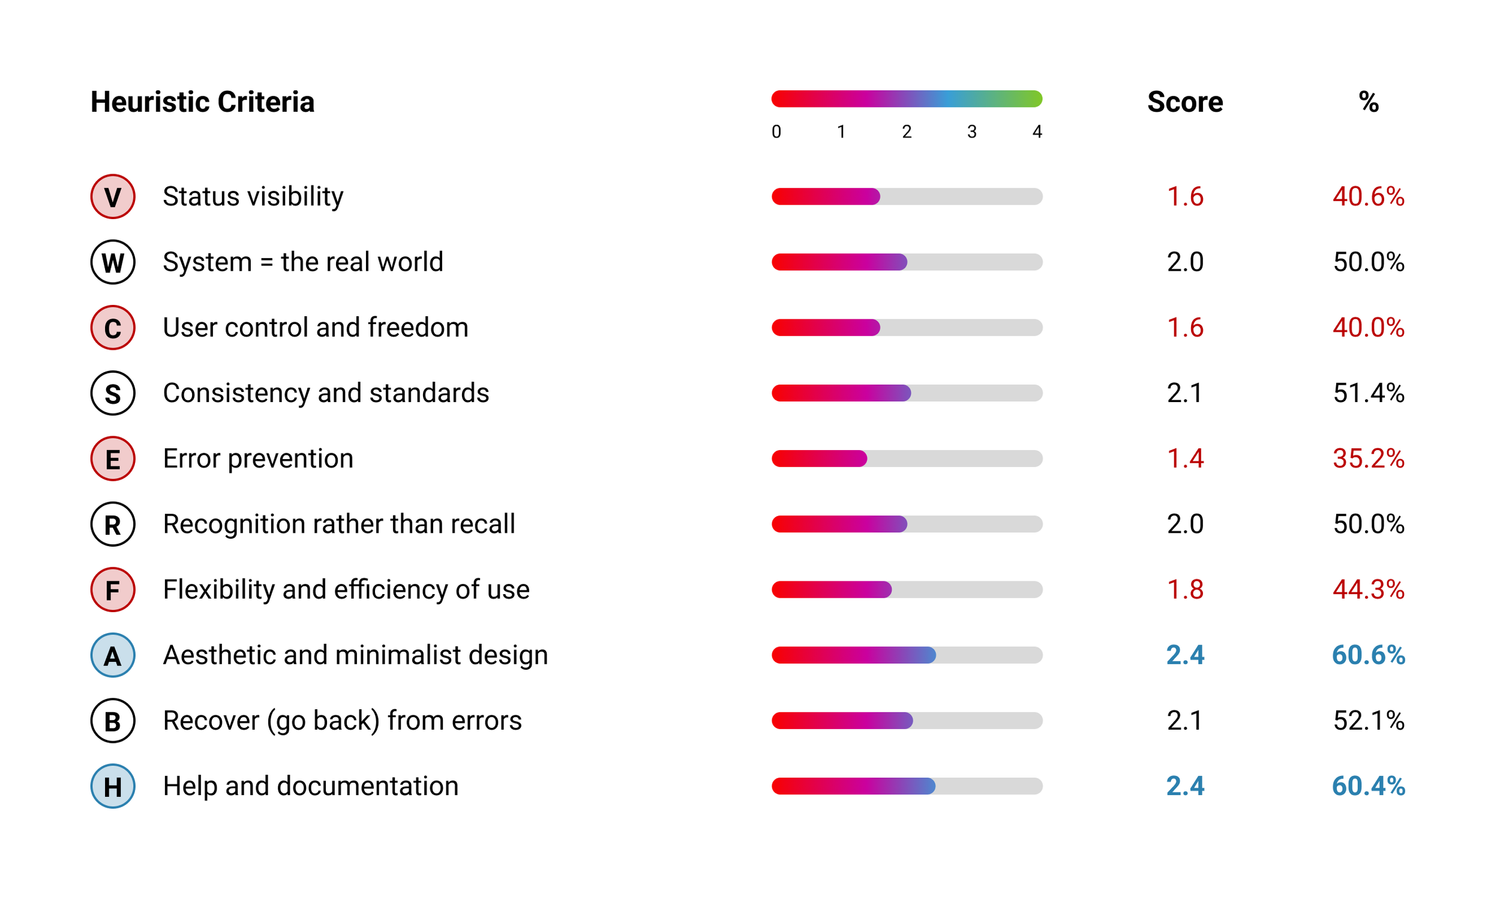 Heuristic Criteria Score %
0 1 2 3 4
V Status visibility 1.6 40.6%
W System = the real world 2.0 50.0%
C User control and freedom 1.6 40.0%
S Consistency and standards 2.1 51.4%
E Error prevention 1.4 35.2%
R Recognition rather than recall 2.0 50.0%
F Flexibility and efficiency of use 1.8 44.3%
A Aesthetic and minimalist design 2.4 60.6%
B Recover (go back) from errors 2.1 52.1%
H Help and documentation 2.4 60.4%